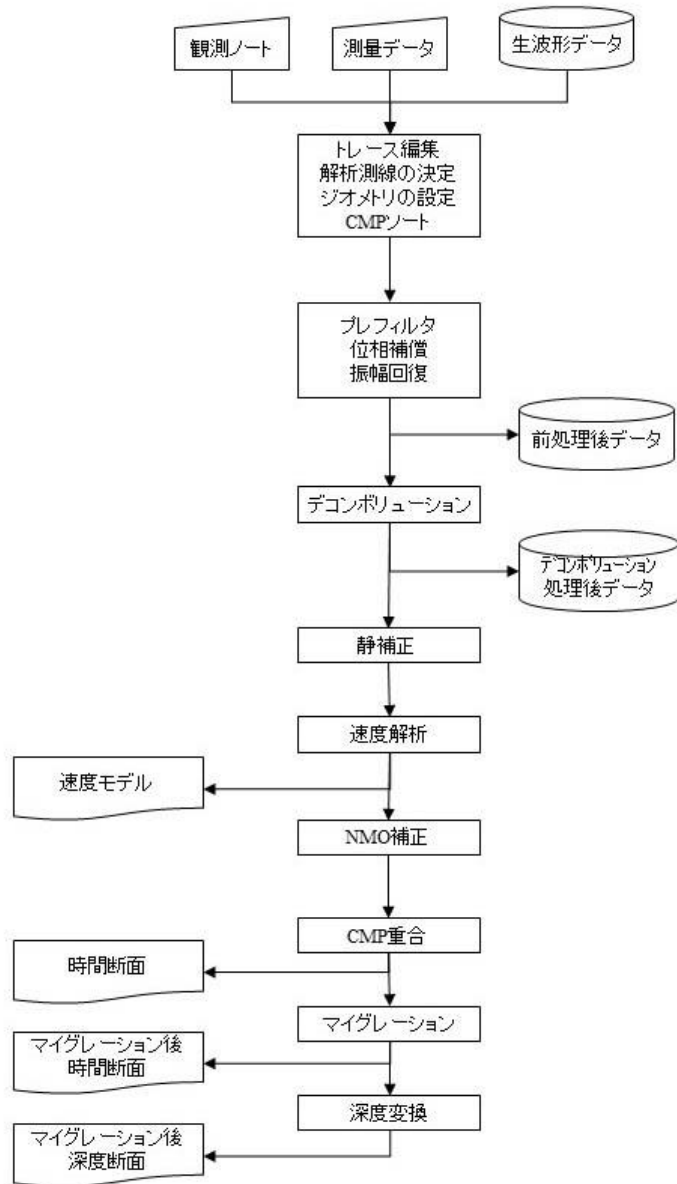 観測ノート
測量データ
生波形データ
トレース編集
解析測線の決定
ジオメトリの設定
CMPソート
プレフィルタ
位相補償
振幅回復
前処理後データ
デコンボリューション
デコンボリューション
処理後データ
静補正
速度解析
速度モデル
NMO補正
CMP重合
時間断面
マイグレーション
マイグレーション後
時間断面
深度変換
マイグレーション後
深度断面